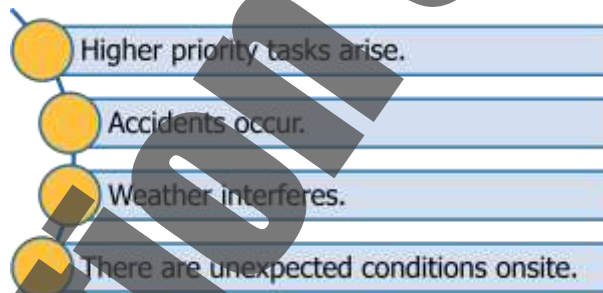 Higher priority tasks arise.
Accidents occur.
Weather interferes.
There are unexpected conditions onsite.